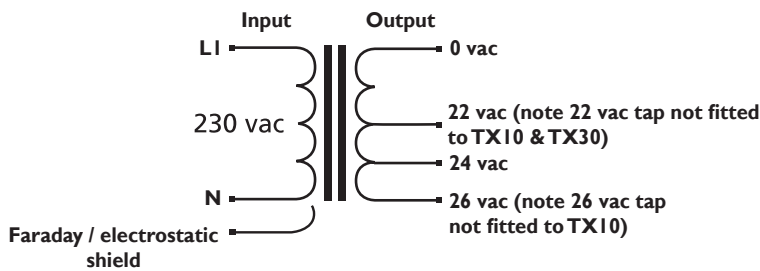 Input
Output
L1
0 vac
230 vac
22 vac (note 22 vac tap not fitted
to TX10 & TX30)
24 vac
N
26 vac (note 26 vac tap
not fitted to TX10)
Faraday / electrostatic
shield